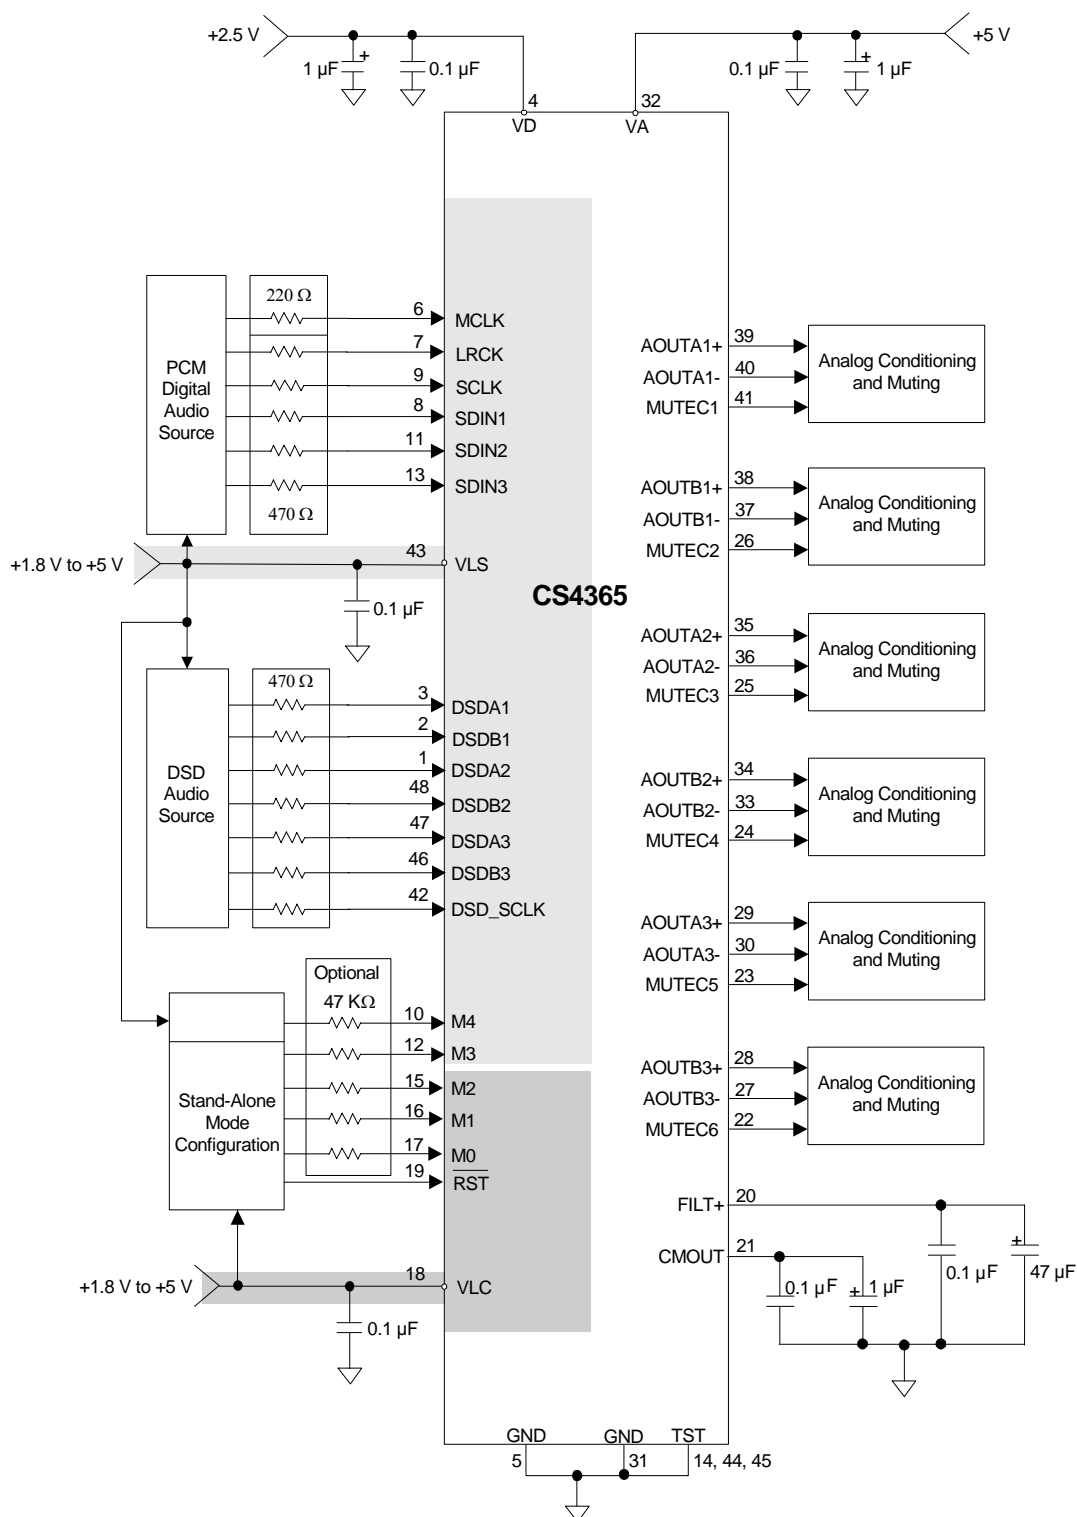 +2.5 V
+5 V
1 µF
+
0.1 µF
0.1 µF
+
1 µF
4
32
VD
VA
220 Ω
6
MCLK
7
LRCK
PCM
Digital
Audio
Source
9
SCLK
8
SDIN1
11
SDIN2
13
SDIN3
470 Ω
+1.8 V to +5 V
43
VLS
0.1 µF
CS4365
470 Ω
3
DSDA1
2
DSDB1
1
DSDA2
DSD
Audio
Source
48
DSDB2
47
DSDA3
46
DSDB3
42
DSD_SCLK
Optional
47 KΩ
10
M4
12
M3
15
M2
Stand-Alone
Mode
Configuration
16
M1
17
M0
19
RST
+1.8 V to +5 V
18
VLC
0.1 µF
AOUTA1+
39
AOUTA1-
40
MUTEC1
41
Analog Conditioning
and Muting
AOUTB1+
38
AOUTB1-
37
MUTEC2
26
Analog Conditioning
and Muting
AOUTA2+
35
AOUTA2-
36
MUTEC3
25
Analog Conditioning
and Muting
AOUTB2+
34
AOUTB2-
33
MUTEC4
24
Analog Conditioning
and Muting
AOUTA3+
29
AOUTA3-
30
MUTEC5
23
Analog Conditioning
and Muting
AOUTB3+
28
AOUTB3-
27
MUTEC6
22
Analog Conditioning
and Muting
FILT+
20
CMOUT
21
0.1 µF
+
1 µF
0.1 µF
+
47 µF
GND
GND
TST
5
31
14, 44, 45